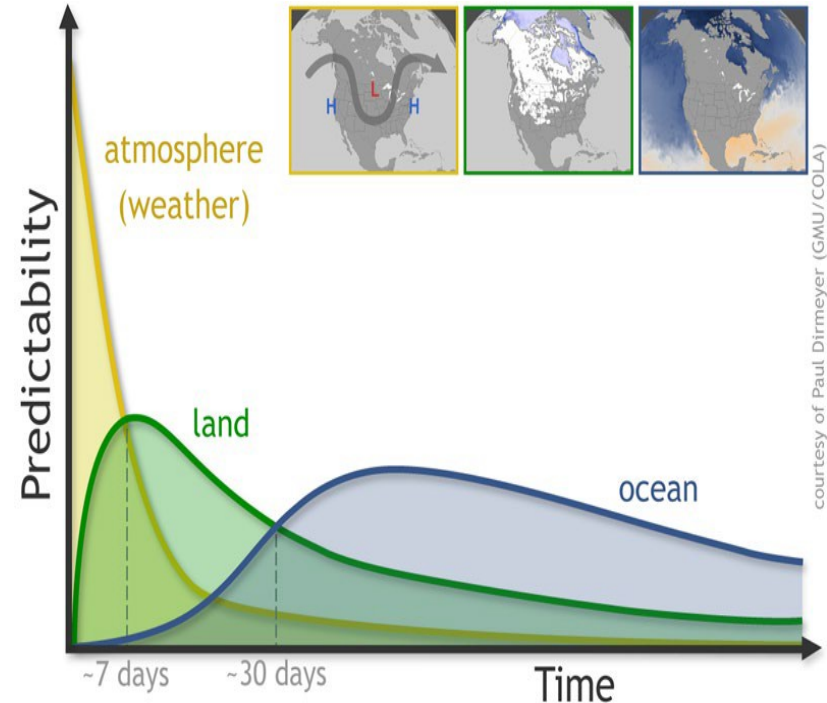 H
L
H
atmosphere
(weather)
Predictability
land
ocean
courtesy of Paul Dirmeyer (GMU/COLA)
~7 days
~30 days
Time